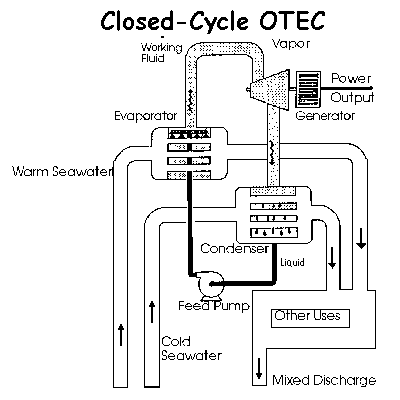 Closed-Cycle OTEC
Working
Fluid
Vapor
Power
Output
Evaporator
Generator
Warm Seawater
Condenser
Liquid
Feed Pump
Other Uses
Cold
Seawater
Mixed Discharge